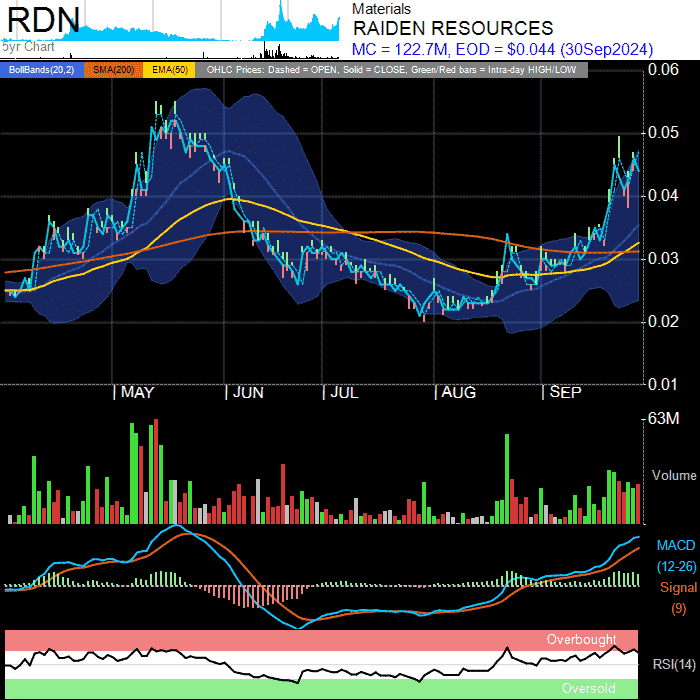 RDN
5yr Chart
Materials
RAIDEN RESOURCES
MC = 122.7M, EOD = $0.044 (30Sep2024)
BollBands(20,2) SMA(200) EMA(50) OHLC Prices: Dashed = OPEN, Solid = CLOSE, Green/Red bars = Intra-day HIGH/LOW
0.06
0.05
0.04
0.03
0.02
0.01
| MAY | JUN | JUL | AUG | SEP
63M
Volume
MACD
(12-26)
Signal
(9)
Overbought
RSI(14)
Oversold